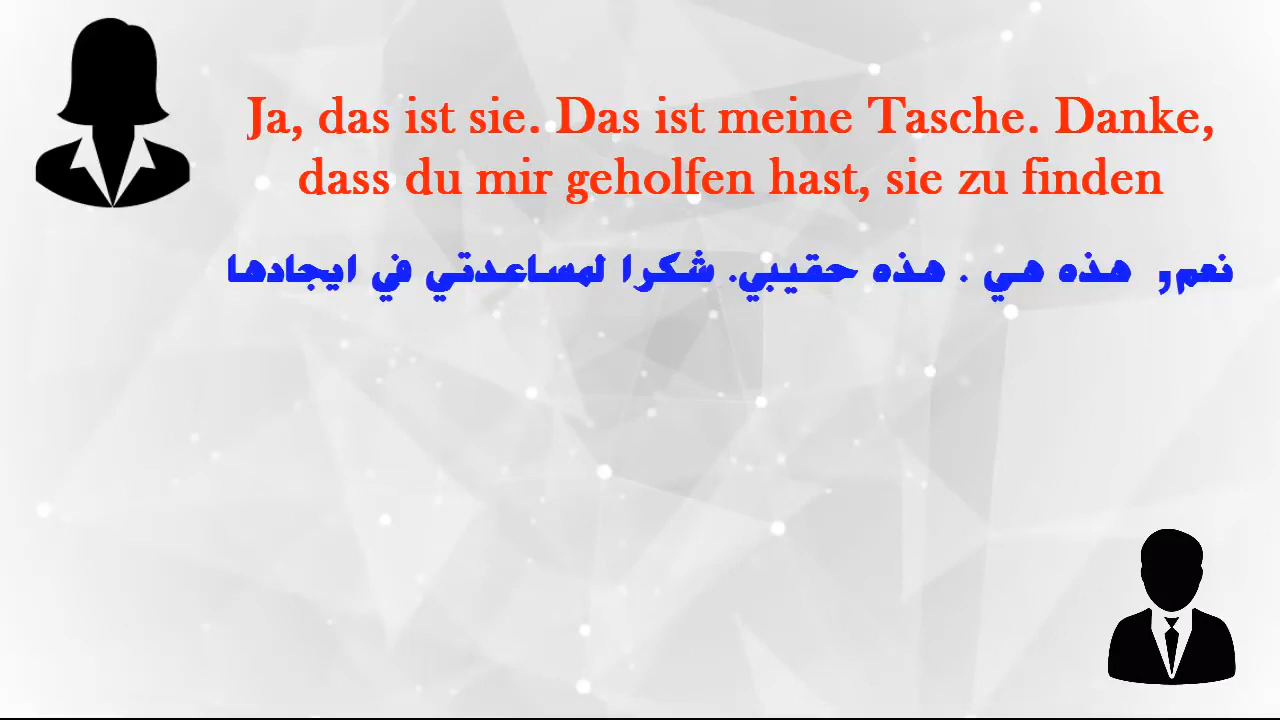 Ja, das ist sie. Das ist meine Tasche. Danke,
dass du mir geholfen hast, sie zu finden
نعم, هذه هي . هذه حقيبي. شكرا لمساعدتي في ايجادها